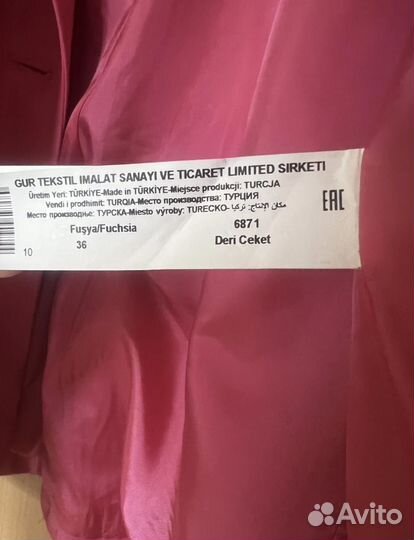 GUR TEKSTIL IMALAT SANAYI VE TICARET LIMITED SIRKETI
Üretim Yeri: TÜRKİYE-Made in TÜRKİYE-Miejsce produkcji: TURCJA
Vendi i prodhimit: TURQIA-Место производства: ТУРЦИЯ
Место производње: ТУРСКА-Miesto výroby: TURECKO- مكان الإنتاج: تركيا
EAC
Fuşya/Fuchsia 6871
10 36 Deri Ceket
Avito